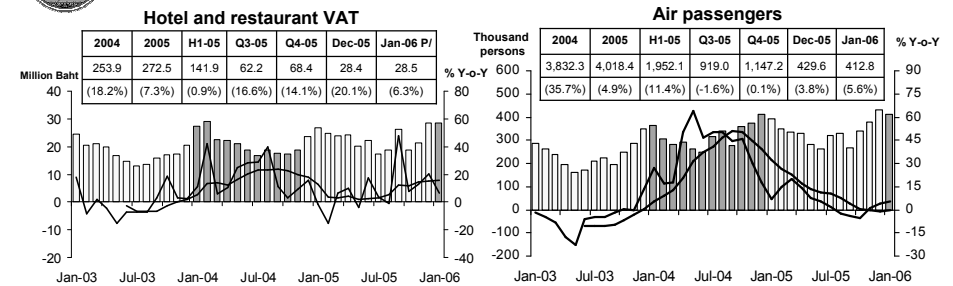 Hotel and restaurant VAT
2004 2005 H1-05 Q3-05 Q4-05 Dec-05 Jan-06 P/
253.9 272.5 141.9 62.2 68.4 28.4 28.5
(18.2%) (7.3%) (0.9%) (16.6%) (14.1%) (20.1%) (6.3%)
Million Baht
% Y-o-Y
40
30
20
10
0
-10
-20
80
60
40
20
0
-20
-40
Jan-03 Jul-03 Jan-04 Jul-04 Jan-05 Jul-05 Jan-06
Air passengers
Thousand
persons
2004 2005 H1-05 Q3-05 Q4-05 Dec-05 Jan-06
3,832.3 4,018.4 1,952.1 919.0 1,147.2 429.6 412.8
(35.7%) (4.9%) (11.4%) (-1.6%) (0.1%) (3.8%) (5.6%)
% Y-o-Y
600
500
400
300
200
100
0
-100
-200
90
75
60
45
30
15
0
-15
-30
Jan-03 Jul-03 Jan-04 Jul-04 Jan-05 Jul-05 Jan-06